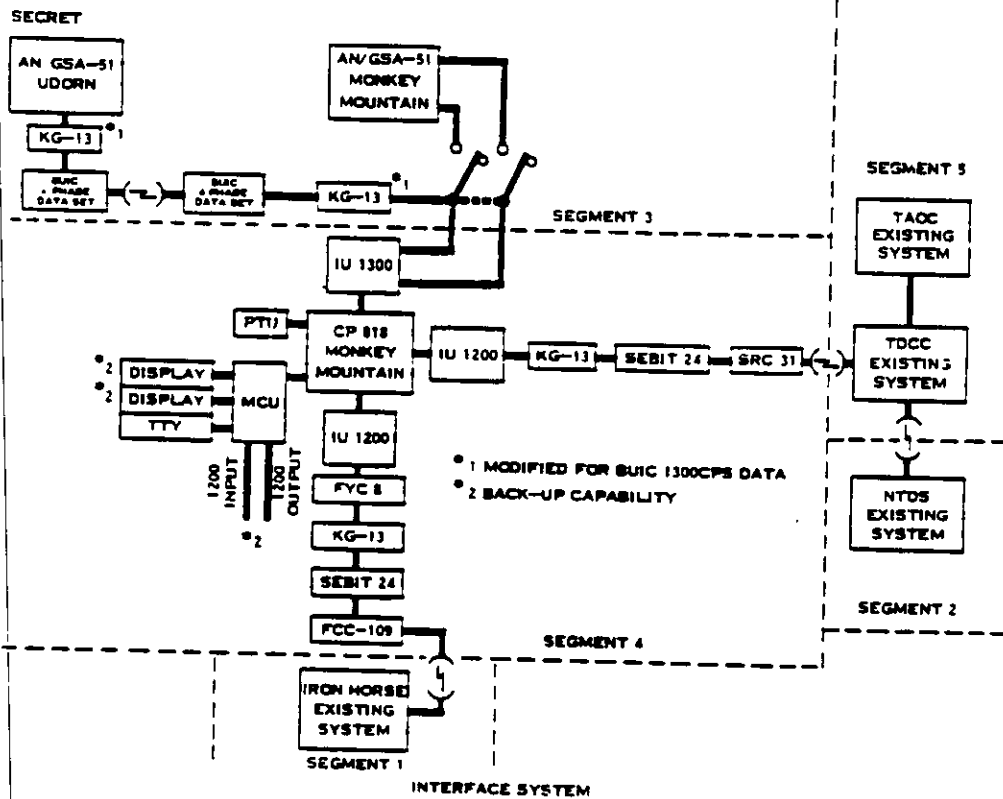 SECRET
AN GSA-51
UDORN
KG-13 *1
BUIC
4 PHASE
DATA SET
BUIC
4 PHASE
DATA SET
KG-13 *1
AN/GSA-51
MONKEY
MOUNTAIN
SEGMENT 3
SEGMENT 5
TAOC
EXISTING
SYSTEM
IU 1300
PTU
CP 818
MONKEY
MOUNTAIN
IU 1200
KG-13
SEBIT 24
SRC 31
TDCC
EXISTING
SYSTEM
*2 DISPLAY
*2 DISPLAY
TTY
MCU
1200
INPUT
1200
OUTPUT
*2
IU 1200
FYC 8
KG-13
SEBIT 24
FCC-109
*1 MODIFIED FOR BUIC 1300CPS DATA
*2 BACK-UP CAPABILITY
NTDS
EXISTING
SYSTEM
SEGMENT 2
SEGMENT 4
IRON HORSE
EXISTING
SYSTEM
SEGMENT 1
INTERFACE SYSTEM